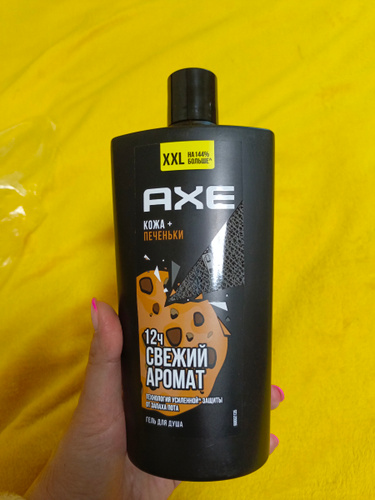 XXL НА 144%
БОЛЬШЕ*
AXE
КОЖА +
ПЕЧЕНЬКИ
12Ч
СВЕЖИЙ
АРОМАТ
ТЕХНОЛОГИЯ УСИЛЕННОЙ* ЗАЩИТЫ
ОТ ЗАПАХА ПОТА
ГЕЛЬ ДЛЯ ДУША